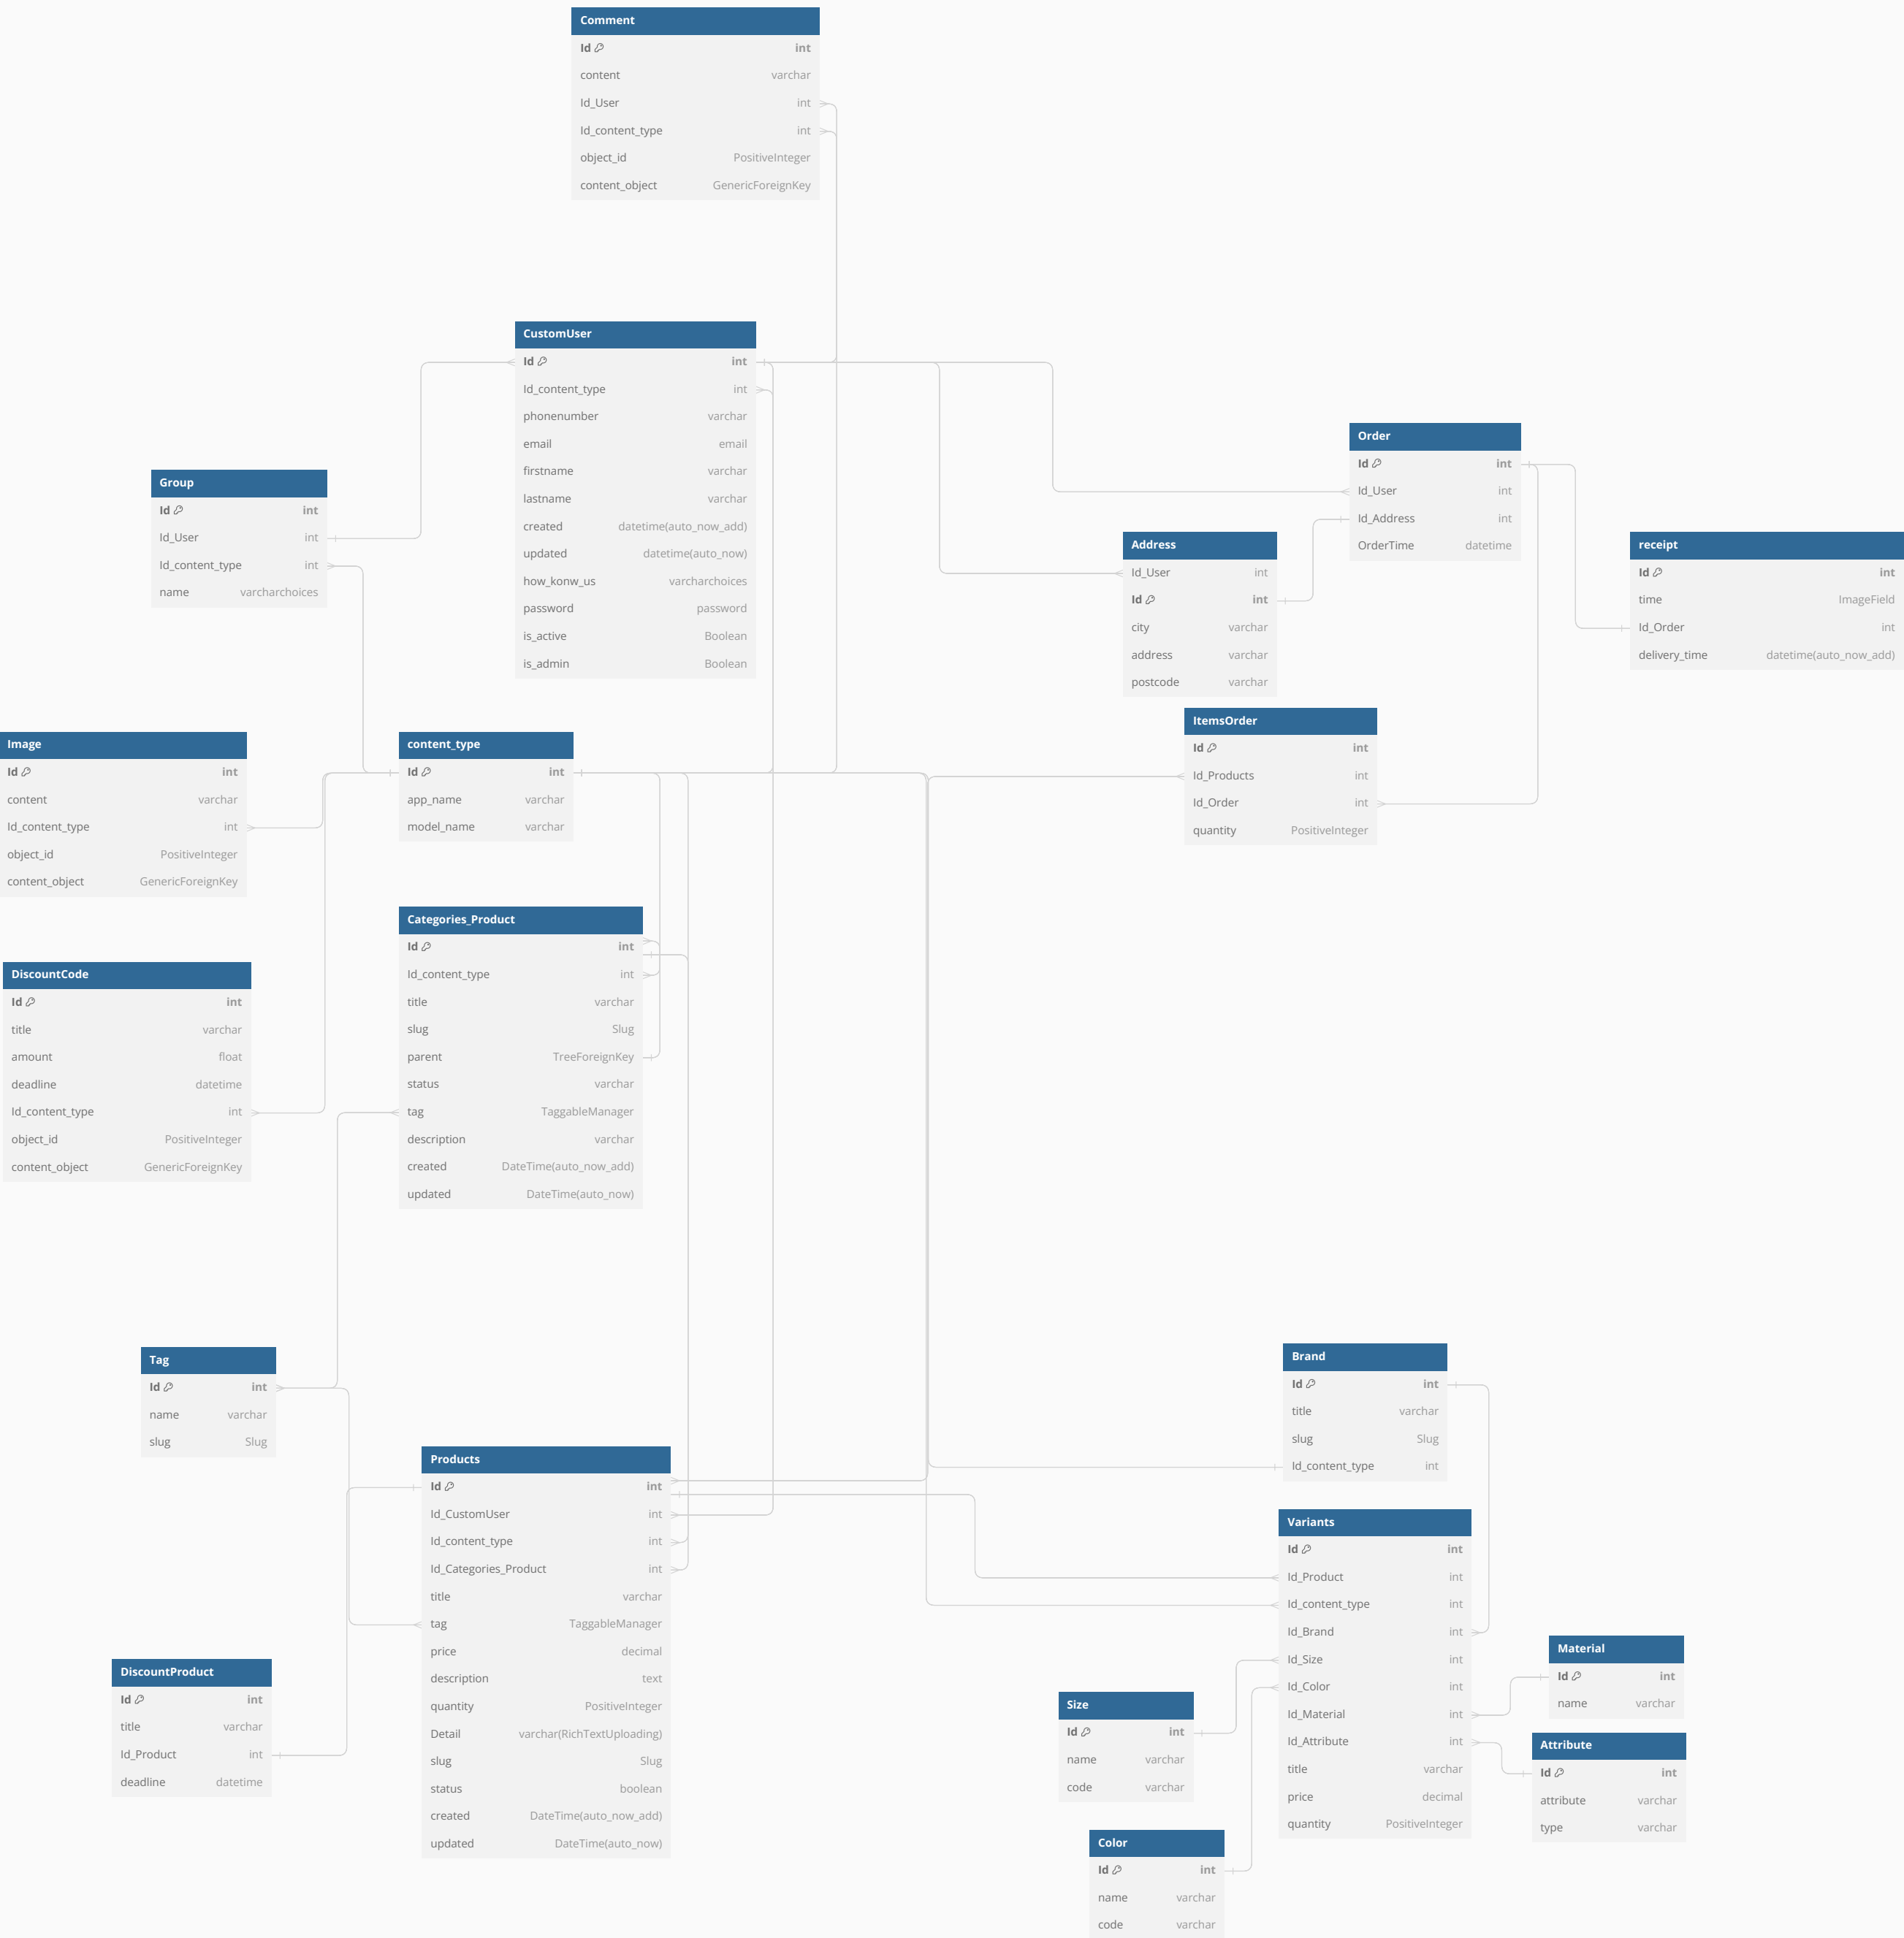 Comment
Id int
content varchar
Id_User int
Id_content_type int
object_id PositiveInteger
content_object GenericForeignKey
CustomUser
Id int
Id_content_type int
phonenumber varchar
email email
firstname varchar
lastname varchar
created datetime(auto_now_add)
updated datetime(auto_now)
how_konw_us varcharchoices
password password
is_active Boolean
is_admin Boolean
Order
Id int
Id_User int
Id_Address int
OrderTime datetime
Group
Id int
Id_User int
Id_content_type int
name varcharchoices
Address
Id_User int
Id int
city varchar
address varchar
postcode varchar
receipt
Id int
time ImageField
Id_Order int
delivery_time datetime(auto_now_add)
ItemsOrder
Id int
Id_Products int
Id_Order int
quantity PositiveInteger
Image
Id int
content varchar
Id_content_type int
object_id PositiveInteger
content_object GenericForeignKey
content_type
Id int
app_name varchar
model_name varchar
Categories_Product
Id int
Id_content_type int
title varchar
slug Slug
parent TreeForeignKey
status varchar
tag TaggableManager
description varchar
created DateTime(auto_now_add)
updated DateTime(auto_now)
DiscountCode
Id int
title varchar
amount float
deadline datetime
Id_content_type int
object_id PositiveInteger
content_object GenericForeignKey
Tag
Id int
name varchar
slug Slug
Brand
Id int
title varchar
slug Slug
Id_content_type int
Products
Id int
Id_CustomUser int
Id_content_type int
Id_Categories_Product int
title varchar
tag TaggableManager
price decimal
description text
quantity PositiveInteger
Detail varchar(RichTextUploading)
slug Slug
status boolean
created DateTime(auto_now_add)
updated DateTime(auto_now)
Variants
Id int
Id_Product int
Id_content_type int
Id_Brand int
Id_Size int
Id_Color int
Id_Material int
Id_Attribute int
title varchar
price decimal
quantity PositiveInteger
Material
Id int
name varchar
DiscountProduct
Id int
title varchar
Id_Product int
deadline datetime
Size
Id int
name varchar
code varchar
Attribute
Id int
attribute varchar
type varchar
Color
Id int
name varchar
code varchar